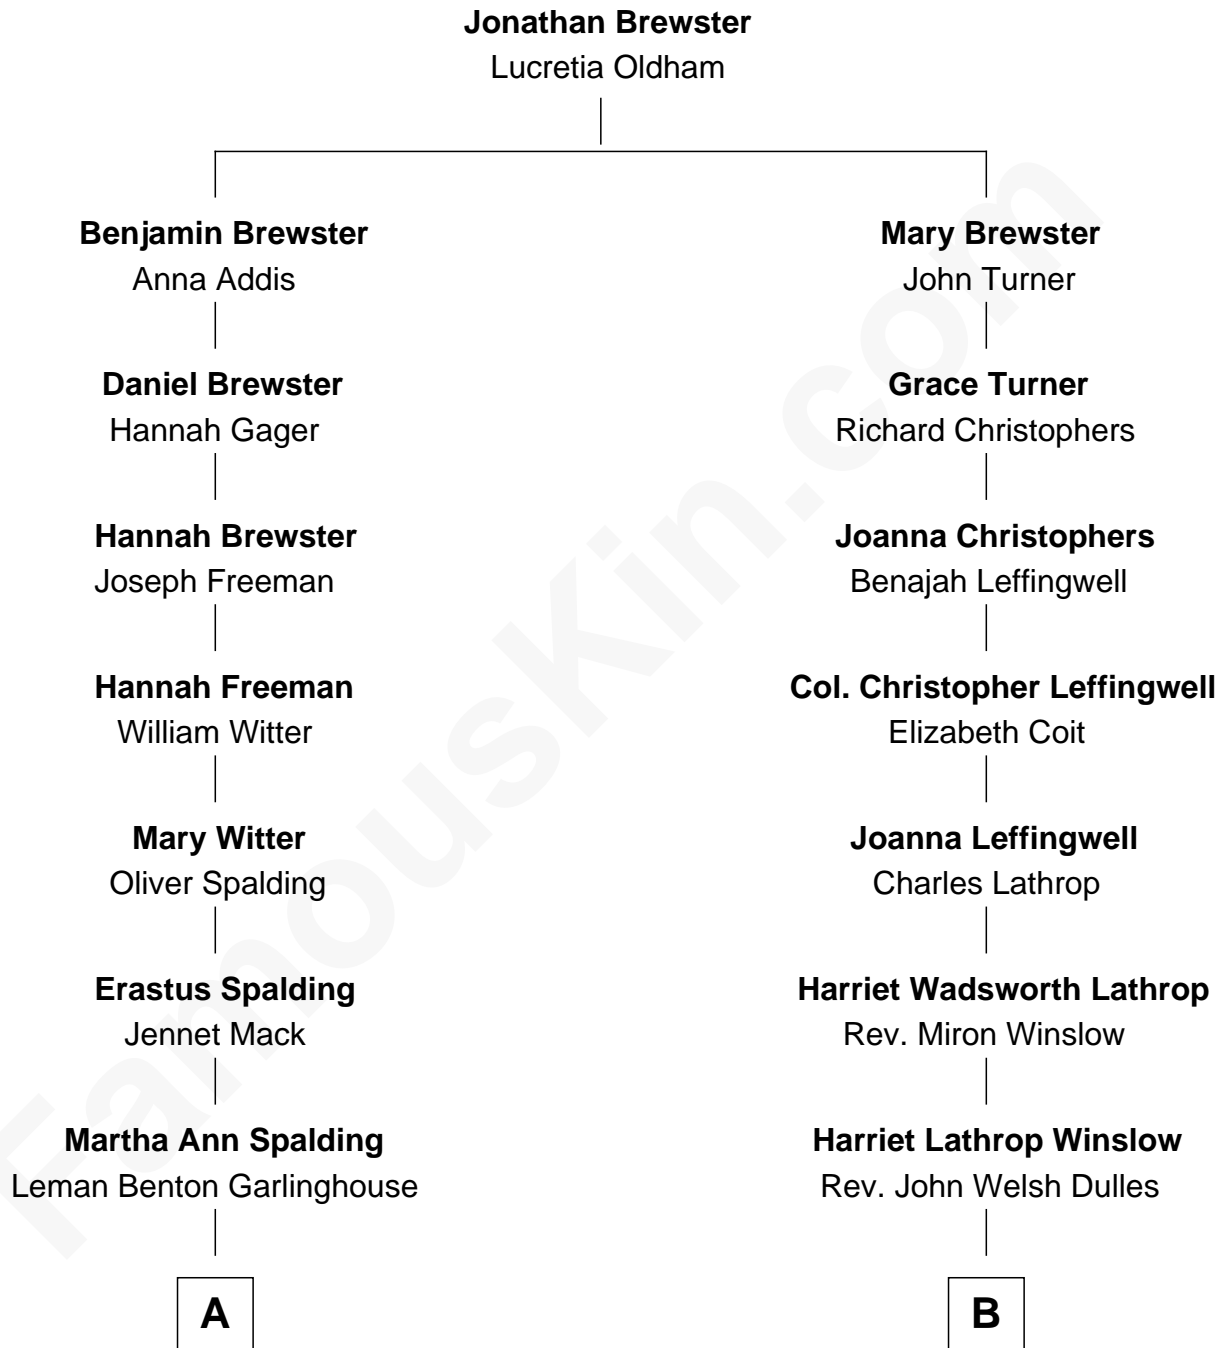 Jonathan Brewster
Lucretia Oldham
Benjamin Brewster
Anna Addis
Mary Brewster
John Turner
Daniel Brewster
Hannah Gager
Grace Turner
Richard Christophers
Hannah Brewster
Joseph Freeman
Joanna Christophers
Benajah Leffingwell
Hannah Freeman
William Witter
Col. Christopher Leffingwell
Elizabeth Coit
Mary Witter
Oliver Spalding
Joanna Leffingwell
Charles Lathrop
Erastus Spalding
Jennet Mack
Harriet Wadsworth Lathrop
Rev. Miron Winslow
Martha Ann Spalding
Leman Benton Garlinghouse
Harriet Lathrop Winslow
Rev. John Welsh Dulles
A
B
FamousKin.com